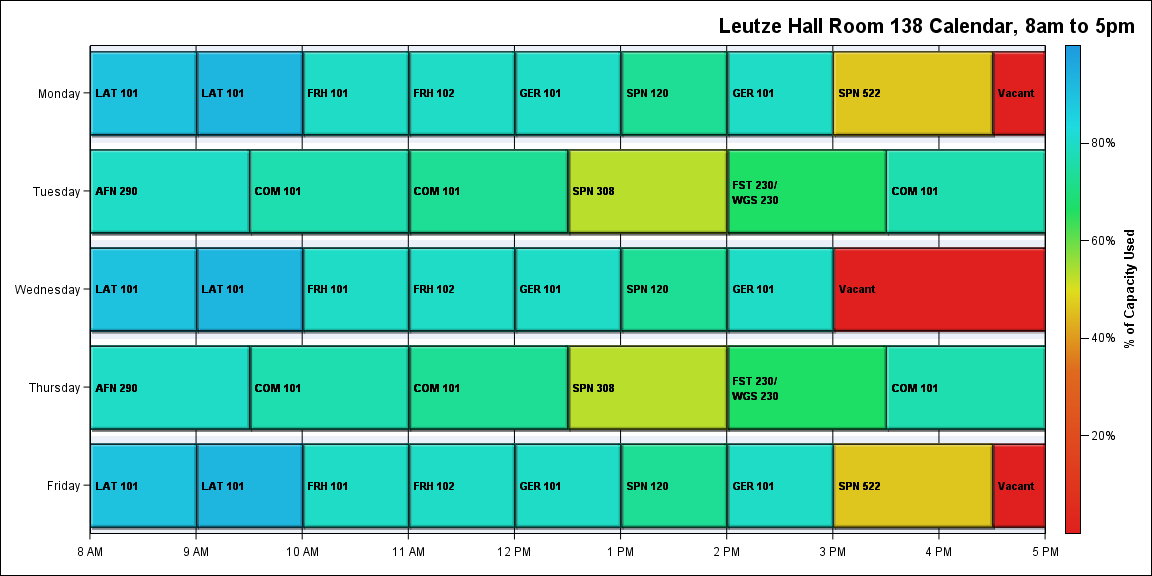 Leutze Hall Room 138 Calendar, 8am to 5pm
Monday
LAT 101
LAT 101
FRH 101
FRH 102
GER 101
SPN 120
GER 101
SPN 522
Vacant
Tuesday
AFN 290
COM 101
COM 101
SPN 308
FST 230/
WGS 230
COM 101
Wednesday
LAT 101
LAT 101
FRH 101
FRH 102
GER 101
SPN 120
GER 101
Vacant
Thursday
AFN 290
COM 101
COM 101
SPN 308
FST 230/
WGS 230
COM 101
Friday
LAT 101
LAT 101
FRH 101
FRH 102
GER 101
SPN 120
GER 101
SPN 522
Vacant
8 AM
9 AM
10 AM
11 AM
12 PM
1 PM
2 PM
3 PM
4 PM
5 PM
80%
60%
40%
20%
% of Capacity Used